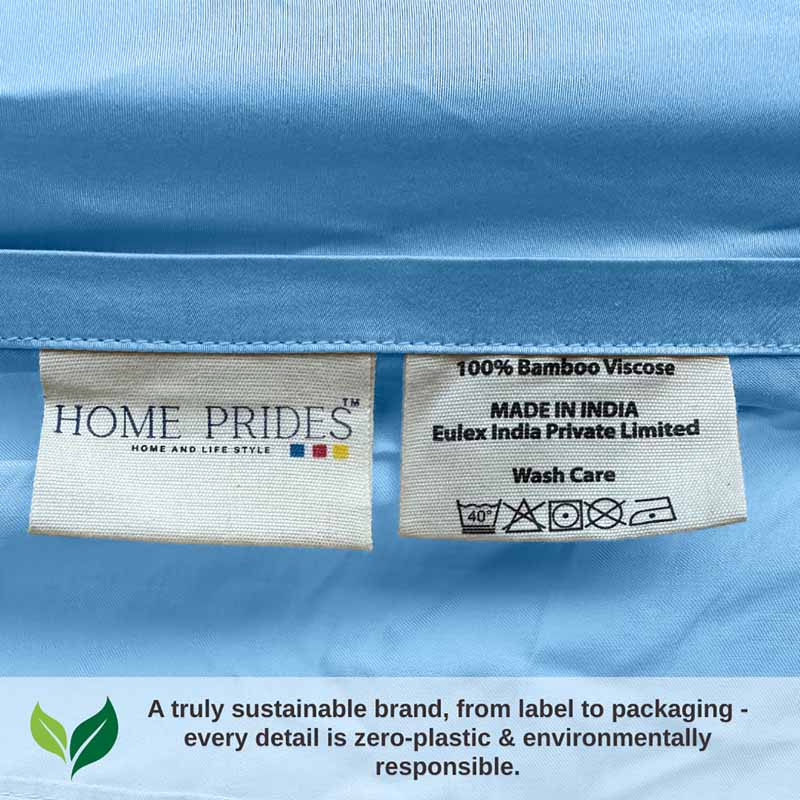 HOME PRIDES™
HOME AND LIFE STYLE
100% Bamboo Viscose
MADE IN INDIA
Eulex India Private Limited
Wash Care
40°
A truly sustainable brand, from label to packaging -
every detail is zero-plastic & environmentally
responsible.